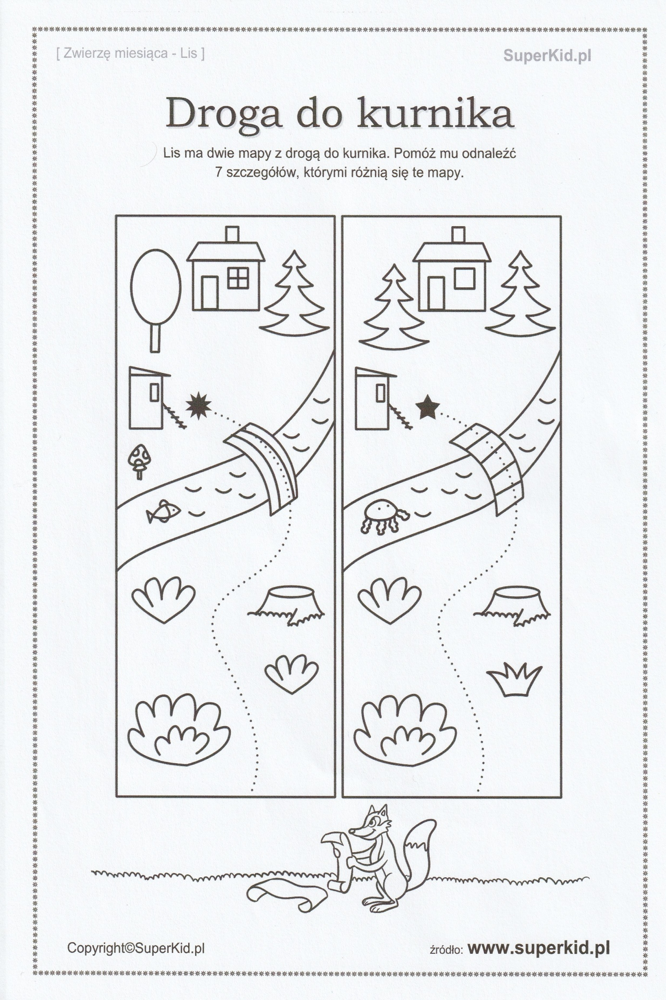 [ Zwierzę miesiąca - Lis ]
SuperKid.pl
Droga do kurnika
Lis ma dwie mapy z drogą do kurnika. Pomóż mu odnaleźć
7 szczegółów, którymi różnią się te mapy.
Copyright©SuperKid.pl
źródło: www.superkid.pl